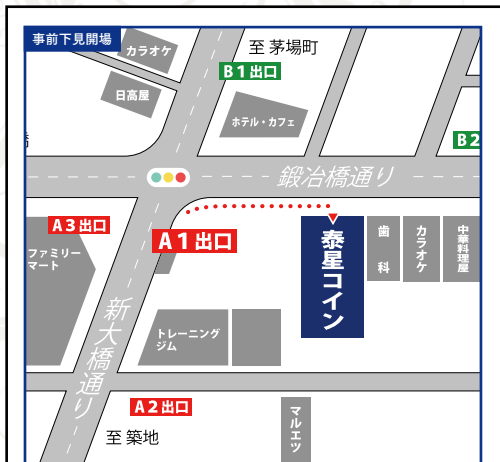 事前下見開場
カラオケ
至 茅場町
B1出口
日高屋
ホテル・カフェ
B2
鍛冶橋通り
A3出口
A1出口
ファミリー
マート
泰星コイン
歯科
カラオケ
中華料理屋
新大橋通り
トレーニング
ジム
A2出口
マルエツ
至 築地